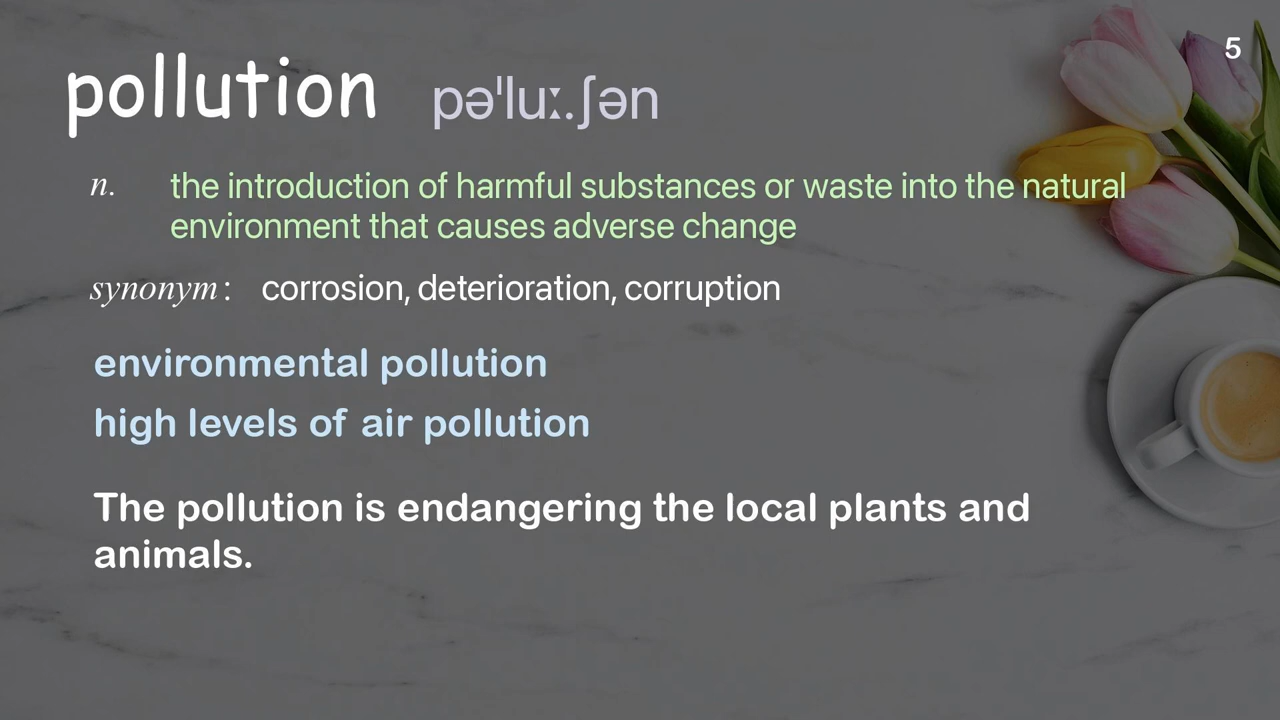 5
pollution pəˈluː.ʃən
n. the introduction of harmful substances or waste into the natural
environment that causes adverse change
synonym: corrosion, deterioration, corruption
environmental pollution
high levels of air pollution
The pollution is endangering the local plants and
animals.